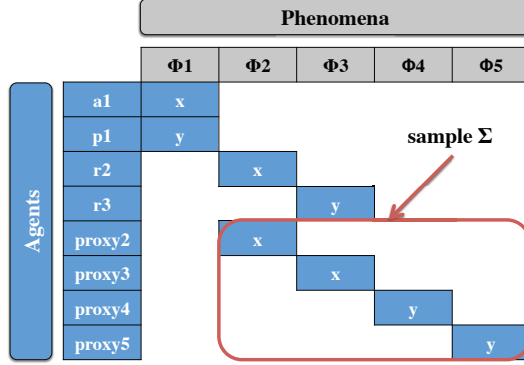 Phenomena
Φ1 Φ2 Φ3 Φ4 Φ5
Agents
a1 x
p1 y
sample Σ
r2 x
r3 y
proxy2 x
proxy3 x
proxy4 y
proxy5 y